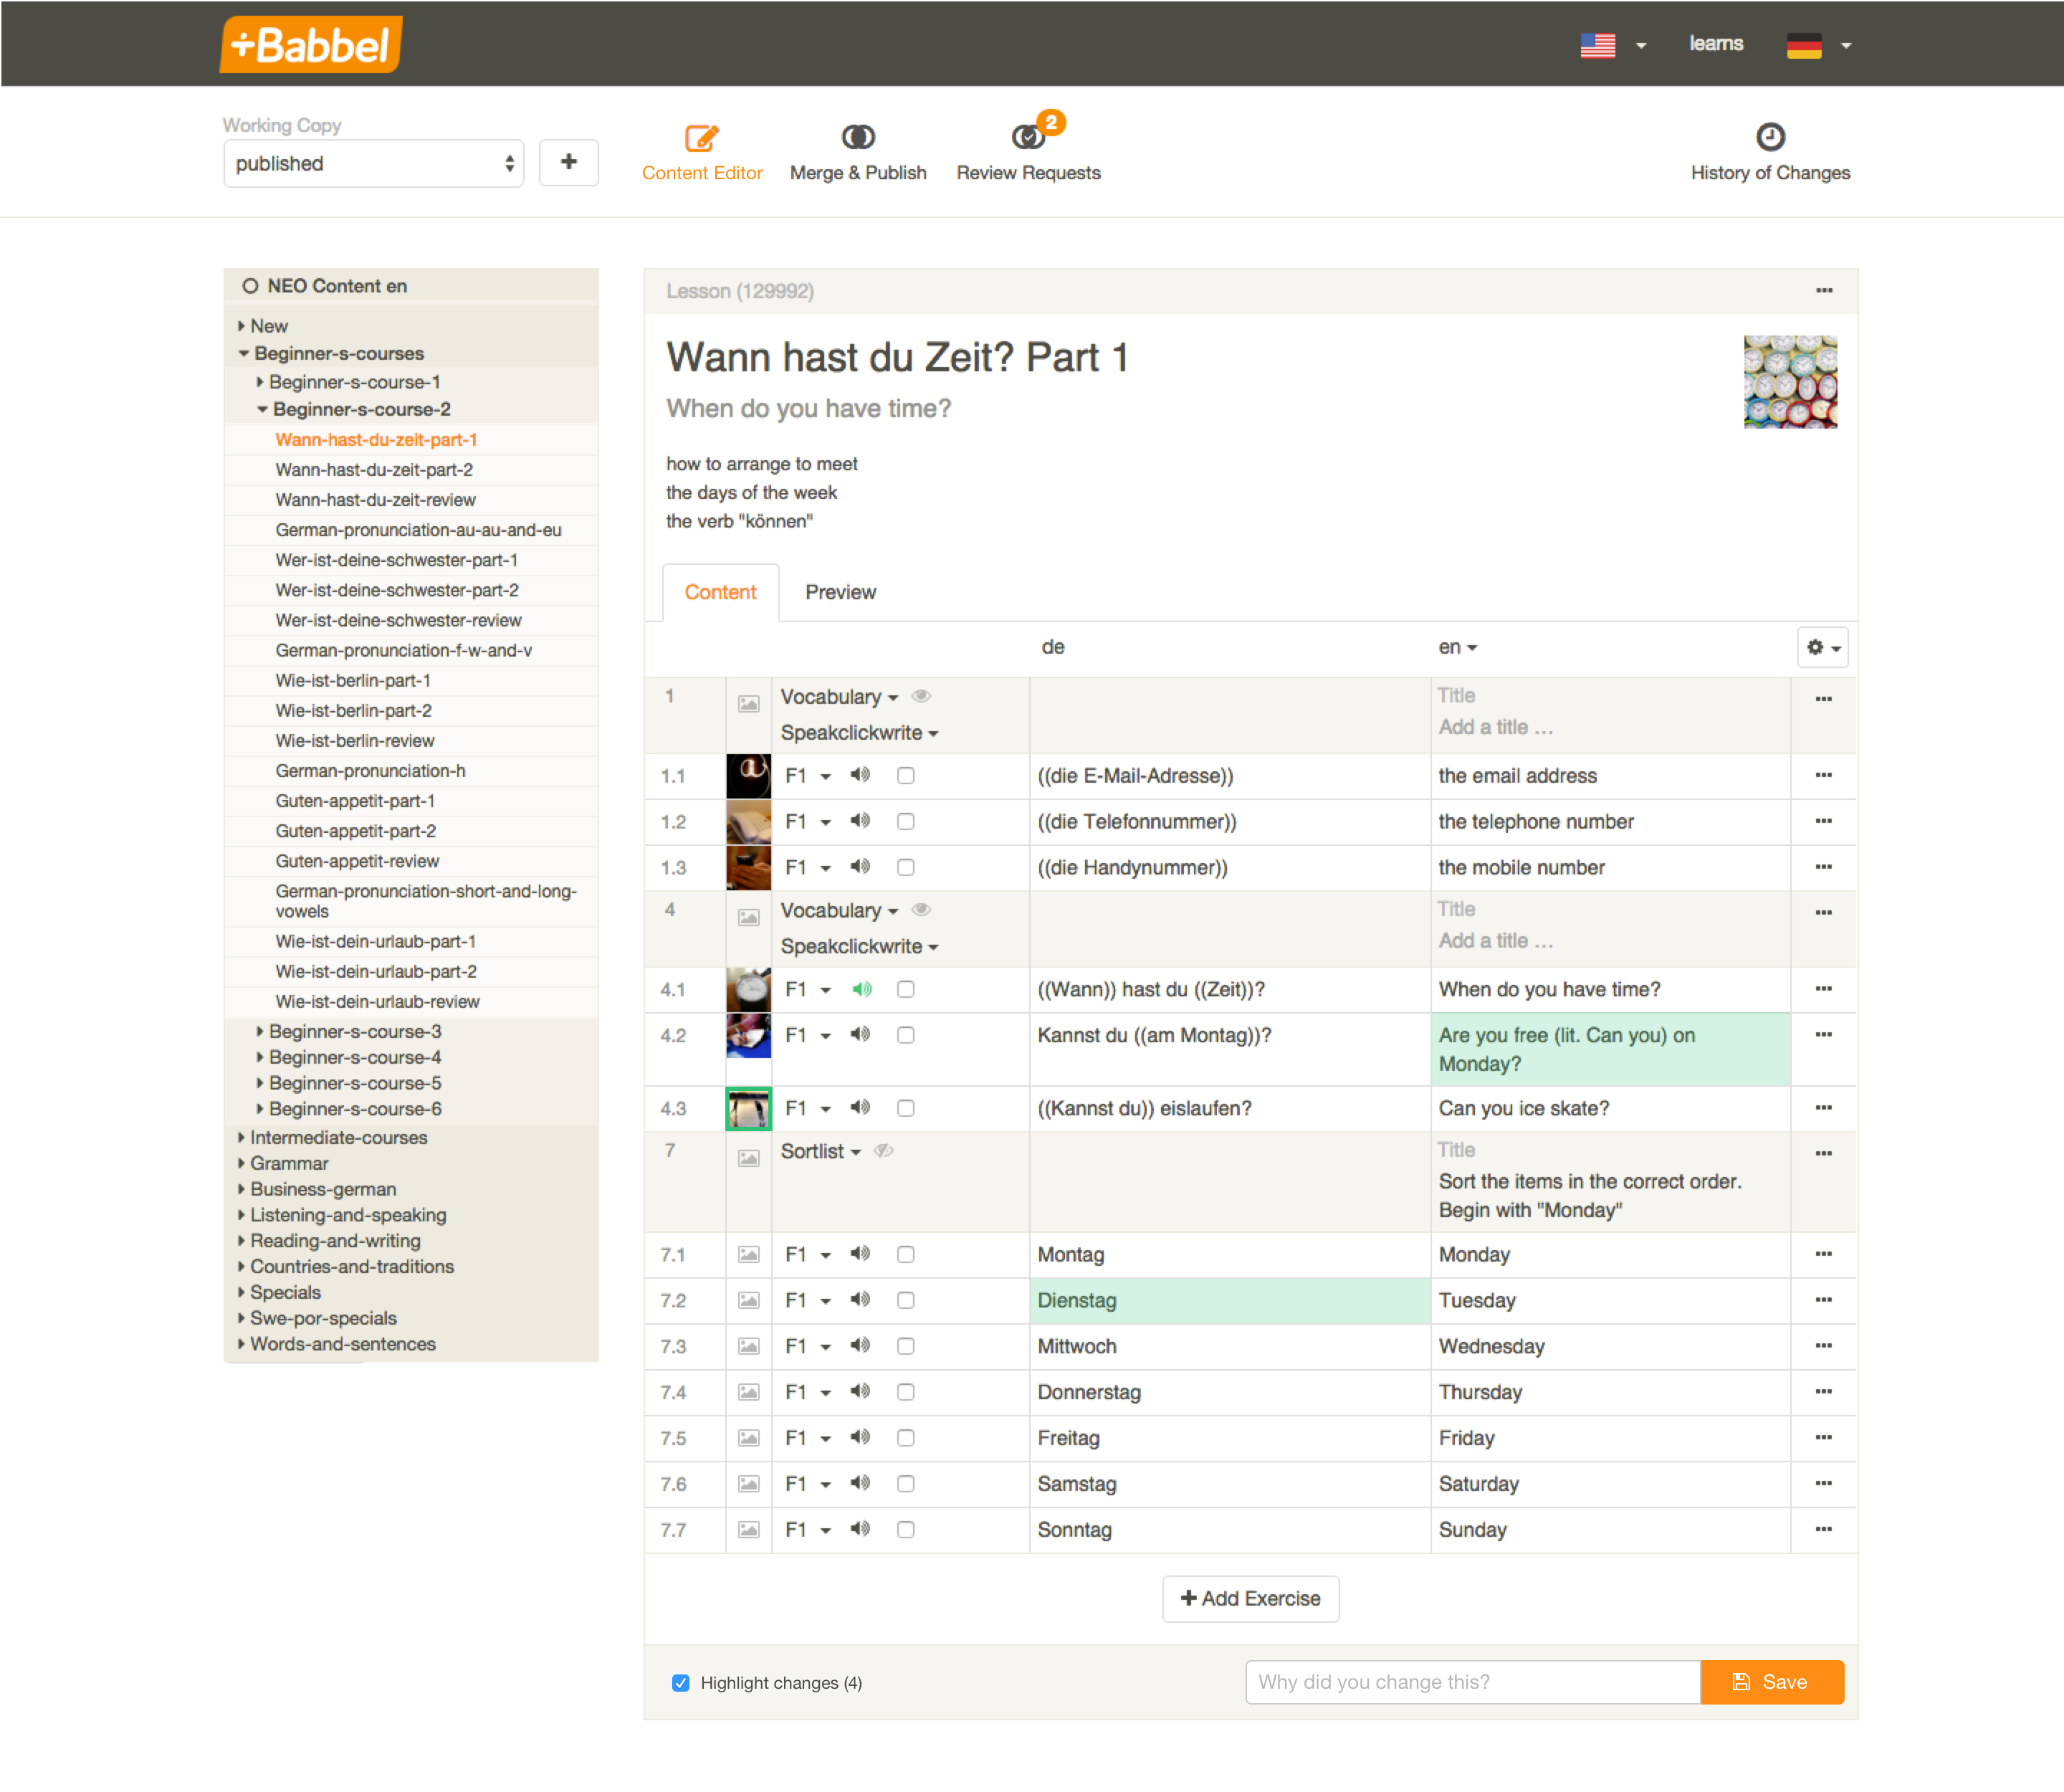 +Babbel
learns
Working Copy
published
Content Editor
Merge & Publish
2
Review Requests
History of Changes
NEO Content en
New
Beginner-s-courses
Beginner-s-course-1
Beginner-s-course-2
Wann-hast-du-zeit-part-1
Wann-hast-du-zeit-part-2
Wann-hast-du-zeit-review
German-pronunciation-au-au-and-eu
Wer-ist-deine-schwester-part-1
Wer-ist-deine-schwester-part-2
Wer-ist-deine-schwester-review
German-pronunciation-f-w-and-v
Wie-ist-berlin-part-1
Wie-ist-berlin-part-2
Wie-ist-berlin-review
German-pronunciation-h
Guten-appetit-part-1
Guten-appetit-part-2
Guten-appetit-review
German-pronunciation-short-and-long-
vowels
Wie-ist-dein-urlaub-part-1
Wie-ist-dein-urlaub-part-2
Wie-ist-dein-urlaub-review
Beginner-s-course-3
Beginner-s-course-4
Beginner-s-course-5
Beginner-s-course-6
Intermediate-courses
Grammar
Business-german
Listening-and-speaking
Reading-and-writing
Countries-and-traditions
Specials
Swe-por-specials
Words-and-sentences
Lesson (129992)
Wann hast du Zeit? Part 1
When do you have time?
how to arrange to meet
the days of the week
the verb "können"
Content Preview
de en
1 Vocabulary Title
Speakclickwrite Add a title ...
1.1 F1 ((die E-Mail-Adresse)) the email address
1.2 F1 ((die Telefonnummer)) the telephone number
1.3 F1 ((die Handynummer)) the mobile number
4 Vocabulary Title
Speakclickwrite Add a title ...
4.1 F1 ((Wann)) hast du ((Zeit))? When do you have time?
4.2 F1 Kannst du ((am Montag))? Are you free (lit. Can you) on
Monday?
4.3 F1 ((Kannst du)) eislaufen? Can you ice skate?
7 Sortlist Title
Sort the items in the correct order.
Begin with "Monday"
7.1 F1 Montag Monday
7.2 F1 Dienstag Tuesday
7.3 F1 Mittwoch Wednesday
7.4 F1 Donnerstag Thursday
7.5 F1 Freitag Friday
7.6 F1 Samstag Saturday
7.7 F1 Sonntag Sunday
Add Exercise
Highlight changes (4) Why did you change this? Save